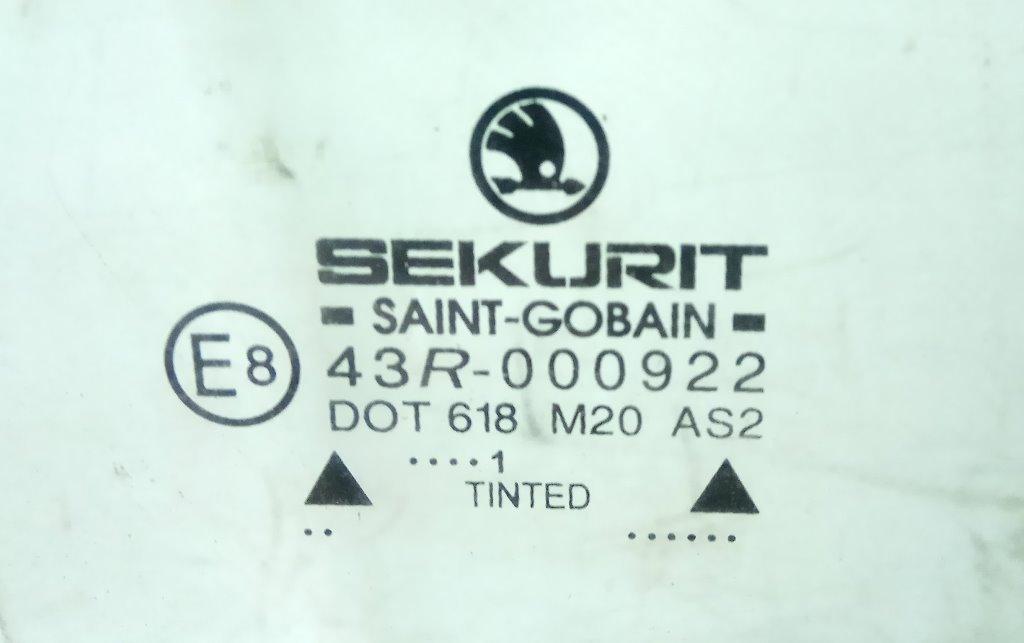 SEKURIT
SAINT-GOBAIN
E8
43R-000922
DOT 618 M20 AS2
....1
TINTED
.. ......